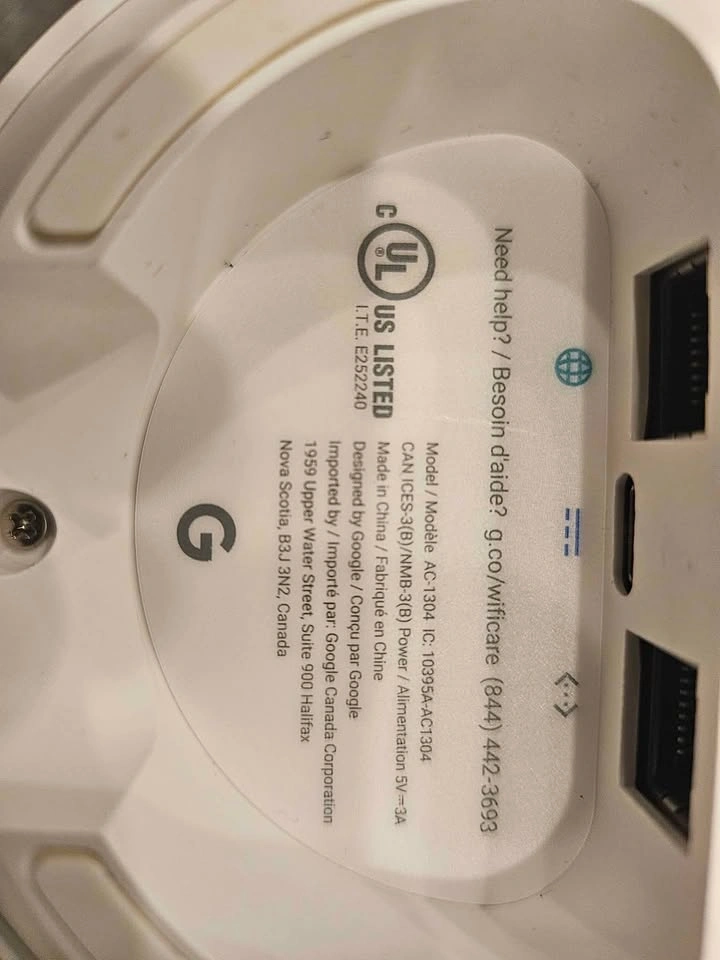 Need help? / Besoin d'aide? g.co/wificare (844) 442-3693
C UL ® US LISTED
I.T.E. E252240
Model / Modèle AC-1304 IC: 10395A-AC1304
CAN ICES-3(B)/NMB-3(B) Power / Alimentation 5V⎓3A
Made in China / Fabriqué en Chine
Designed by Google / Conçu par Google
Imported by / Importé par: Google Canada Corporation
1959 Upper Water Street, Suite 900 Halifax
Nova Scotia, B3J 3N2, Canada
G